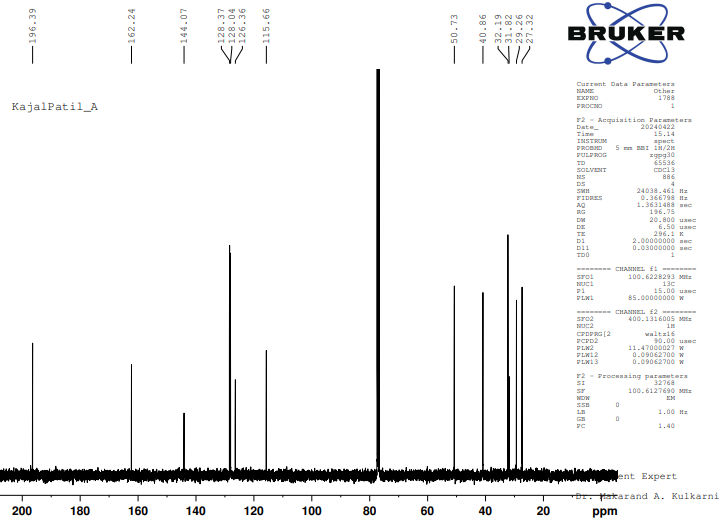 196.39
162.24
144.07
128.37
128.04
126.36
115.66
50.73
40.86
32.19
31.82
29.26
27.32
BRUKER
KajalPatil_A
Current Data Parameters
NAME Other
EXPNO 1788
PROCNO 1
F2 - Acquisition Parameters
Date_ 20240422
Time 15.14
INSTRUM spect
PROBHD 5 mm BBI 1H/2H
PULPROG zgpg30
TD 65536
SOLVENT CDCl3
NS 886
DS 4
SWH 24038.461 Hz
FIDRES 0.366798 Hz
AQ 1.3631488 sec
RG 196.75
DW 20.800 usec
DE 6.50 usec
TE 296.1 K
D1 2.00000000 sec
D11 0.03000000 sec
TD0 1
======== CHANNEL f1 ========
SFO1 100.6228293 MHz
NUC1 13C
P1 15.00 usec
PLW1 85.00000000 W
======== CHANNEL f2 ========
SFO2 400.1316005 MHz
NUC2 1H
CPDPRG[2 waltz16
PCPD2 90.00 usec
PLW2 11.47000027 W
PLW12 0.09062700 W
PLW13 0.09062700 W
F2 - Processing parameters
SI 32768
SF 100.6127690 MHz
WDW EM
SSB 0
LB 1.00 Hz
GB 0
PC 1.40
ent Expert
Dr. Makarand A. Kulkarni
200 180 160 140 120 100 80 60 40 20 ppm